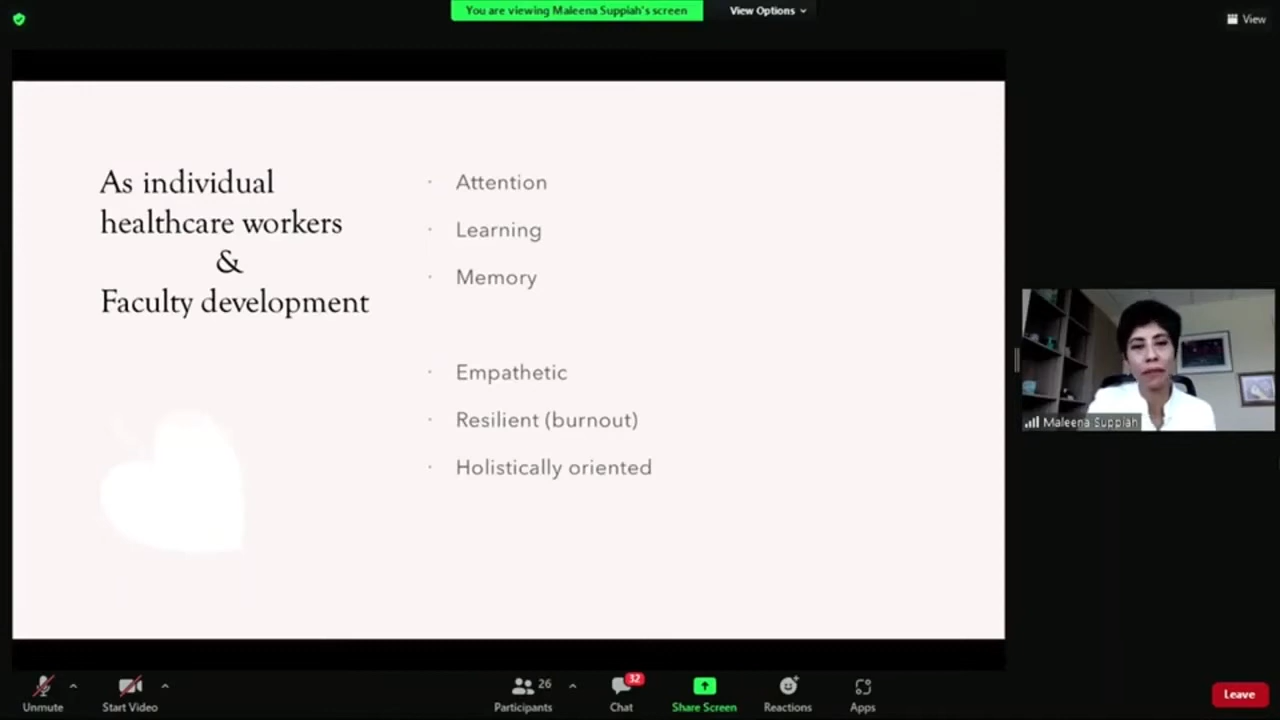 You are viewing Maleena Suppiah's screen
View Options
View
As individual
healthcare workers
&
Faculty development
· Attention
· Learning
· Memory
· Empathetic
· Resilient (burnout)
· Holistically oriented
Maleena Suppiah
Unmute
Start Video
26
Participants
32
Chat
Share Screen
Reactions
Apps
Leave